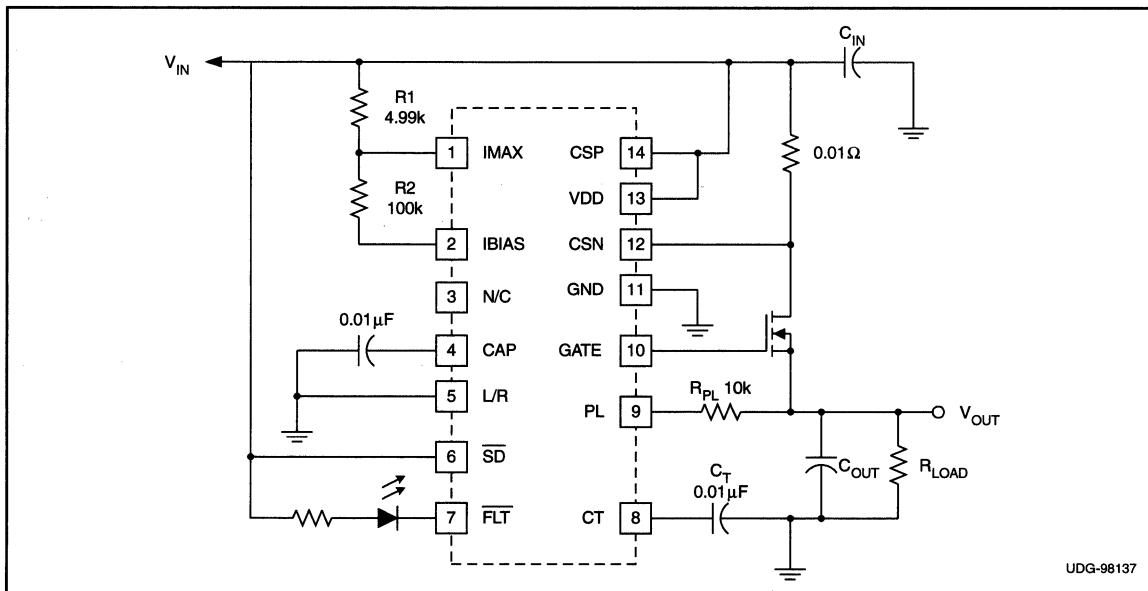 C_IN
V_IN
R1
4.99k
1 IMAX CSP 14
0.01Ω
R2
100k
VDD 13
2 IBIAS CSN 12
3 N/C GND 11
0.01μF
4 CAP GATE 10
R_PL 10k
5 L/R PL 9
V_OUT
6 SD
C_OUT
R_LOAD
C_T
0.01μF
7 FLT CT 8
UDG-98137